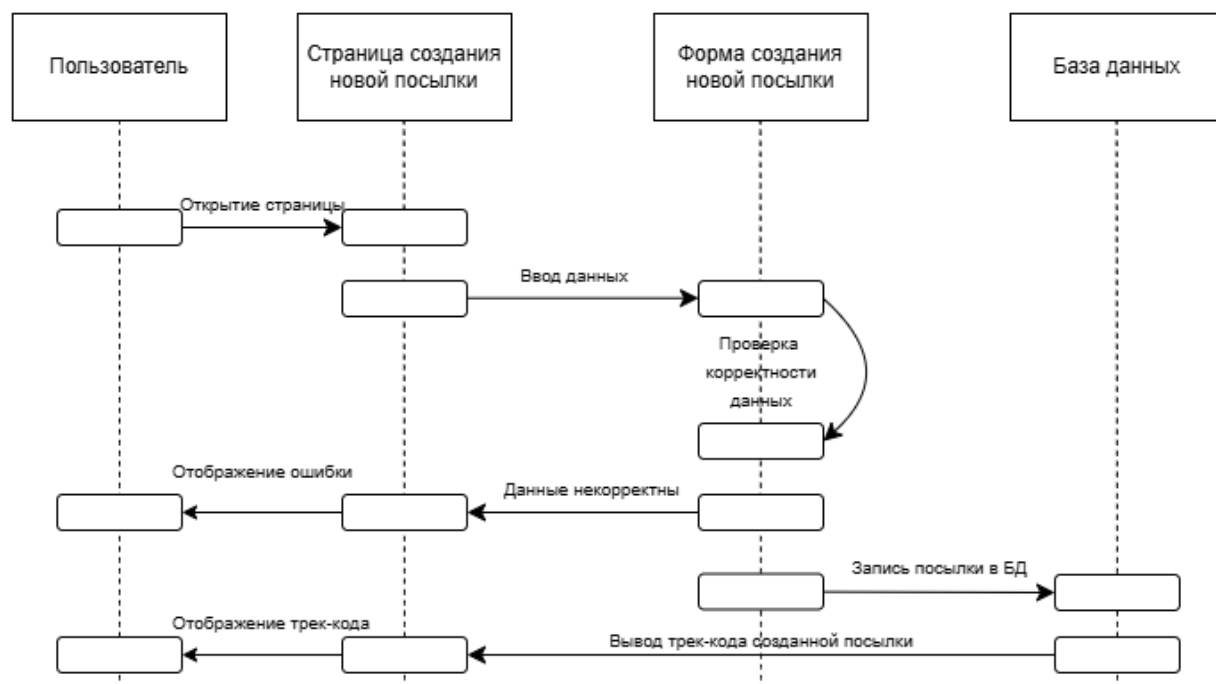 Пользователь
Страница создания
новой посылки
Форма создания
новой посылки
База данных
Открытие страницы
Ввод данных
Проверка
корректности
данных
Отображение ошибки
Данные некорректны
Запись посылки в БД
Отображение трек-кода
Вывод трек-кода созданной посылки